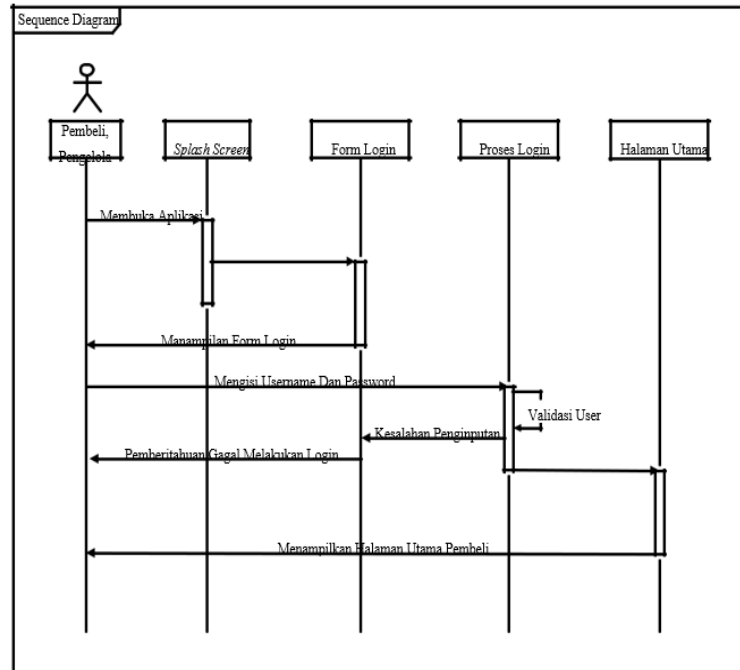 Sequence Diagram
Pembeli,
Pengelola
Splash Screen
Form Login
Proses Login
Halaman Utama
Membuka Aplikasi
Manampilan Form Login
Mengisi Username Dan Password
Validasi User
Kesalahan Penginputan
Pemberitahuan Gagal Melakukan Login
Menampilkan Halaman Utama Pembeli